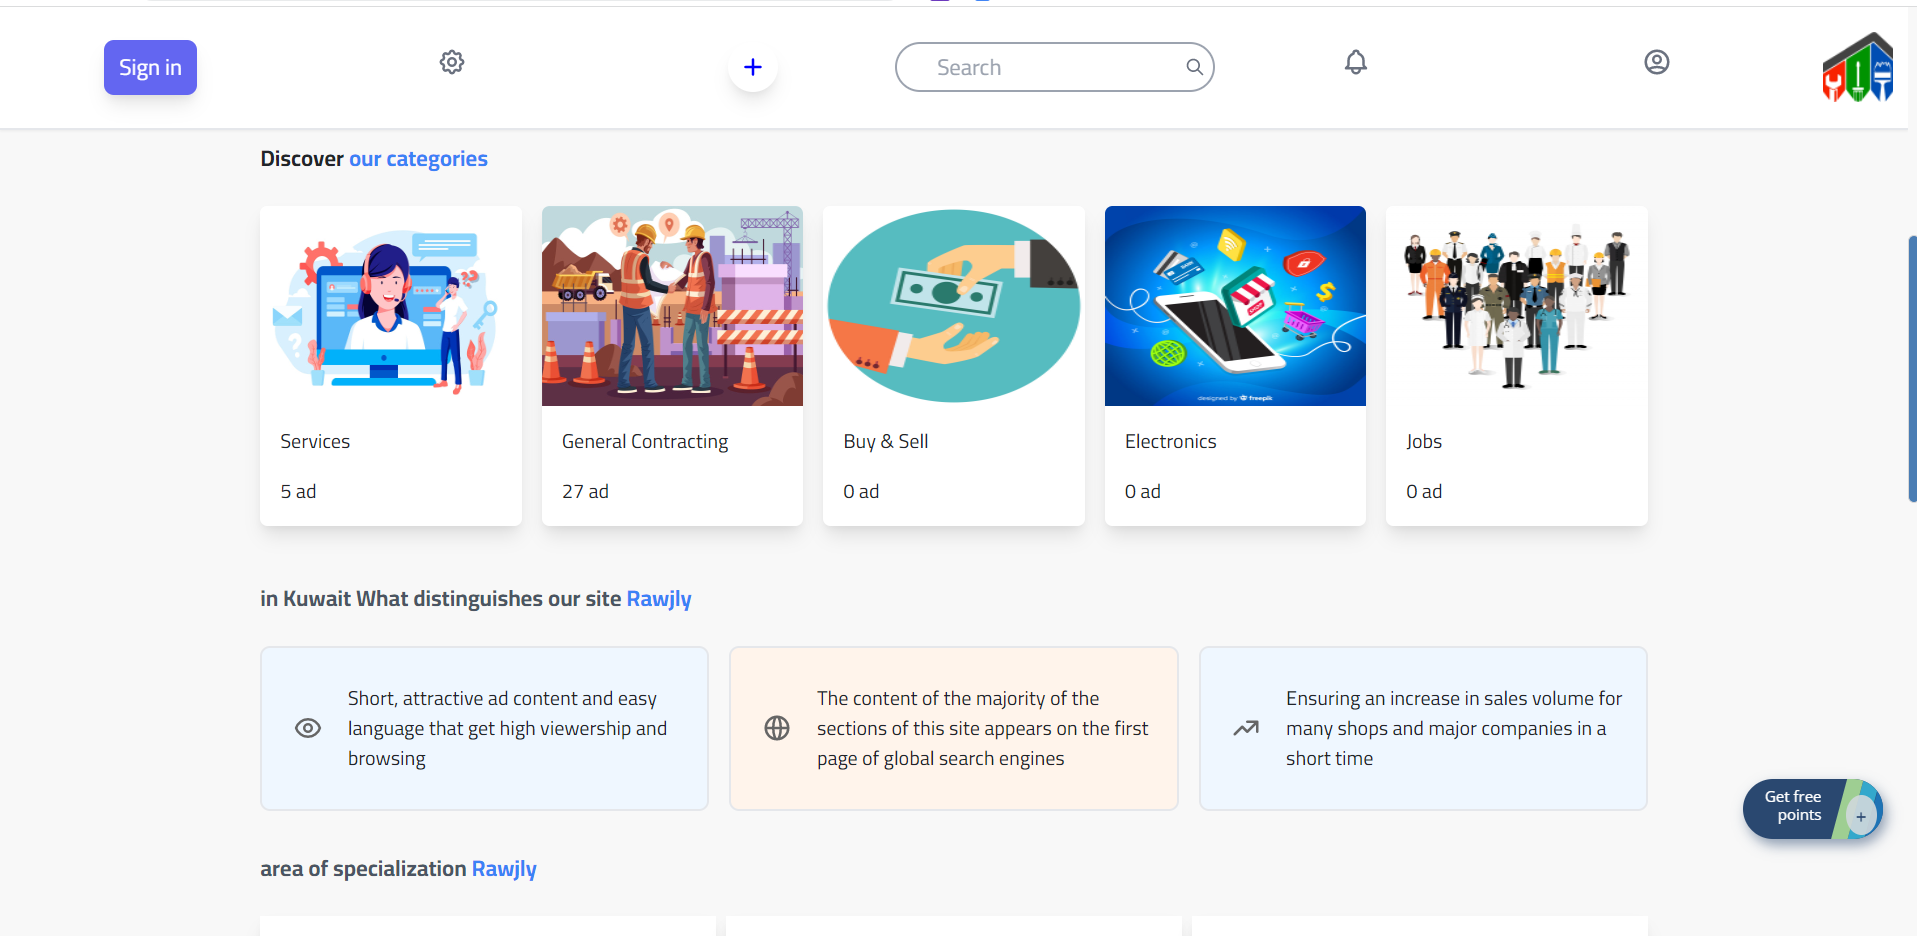 Sign in
Search
Discover our categories
designed by freepik
Services
General Contracting
Buy & Sell
Electronics
Jobs
5 ad
27 ad
0 ad
0 ad
0 ad
in Kuwait What distinguishes our site Rawjly
Short, attractive ad content and easy
language that get high viewership and
browsing
The content of the majority of the
sections of this site appears on the first
page of global search engines
Ensuring an increase in sales volume for
many shops and major companies in a
short time
Get free
points
+
area of specialization Rawjly